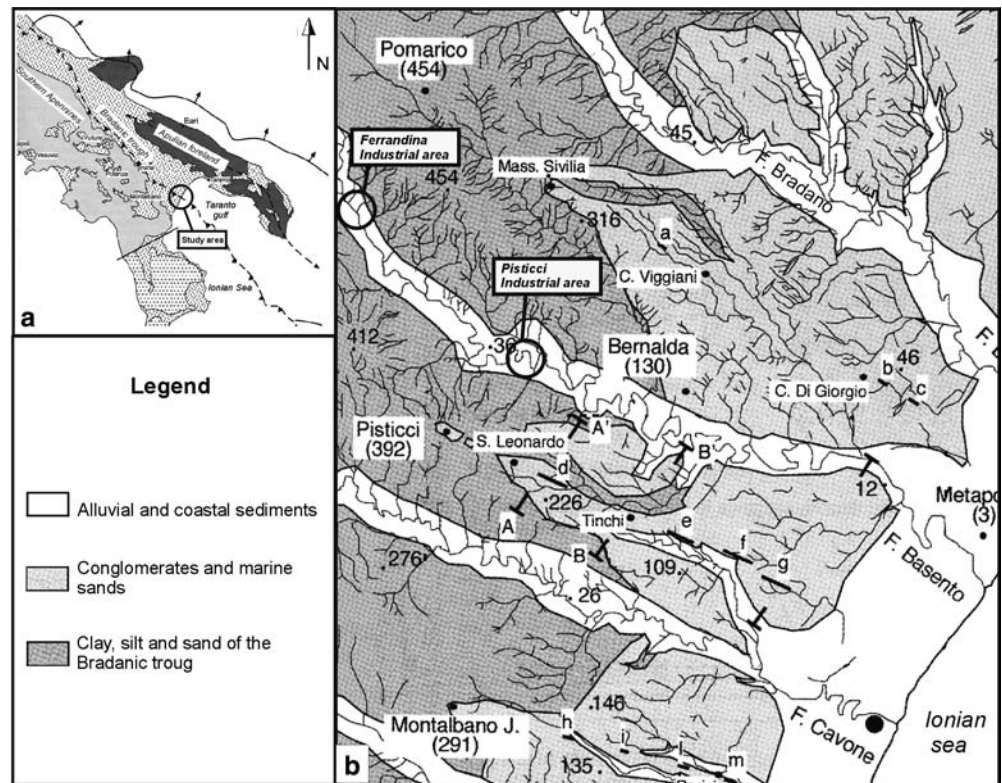 N
Southern Apennines
Bradanic trough
Apulian foreland
Bari
Vesuvio
Potenza
Taranto
gulf
Study area
Ionian Sea
a
Legend
Alluvial and coastal sediments
Conglomerates and marine
sands
Clay, silt and sand of the
Bradanic troug
Pomarico
(454)
Ferrandina
Industrial area
454
Mass. Sivilia
316
a
45
F. Bradano
C. Viggiani
Pisticci
Industrial area
36
412
Bernalda
(130)
46
b
c
C. Di Giorgio
Pisticci
(392)
S. Leonardo
A'
B'
d
226
A
Tinchi
e
f
g
12
Metapo
(3)
F. Basento
B
109
276
26
146
Montalbano J.
(291)
h
i
l
m
135
F. Cavone
Ionian
sea
b